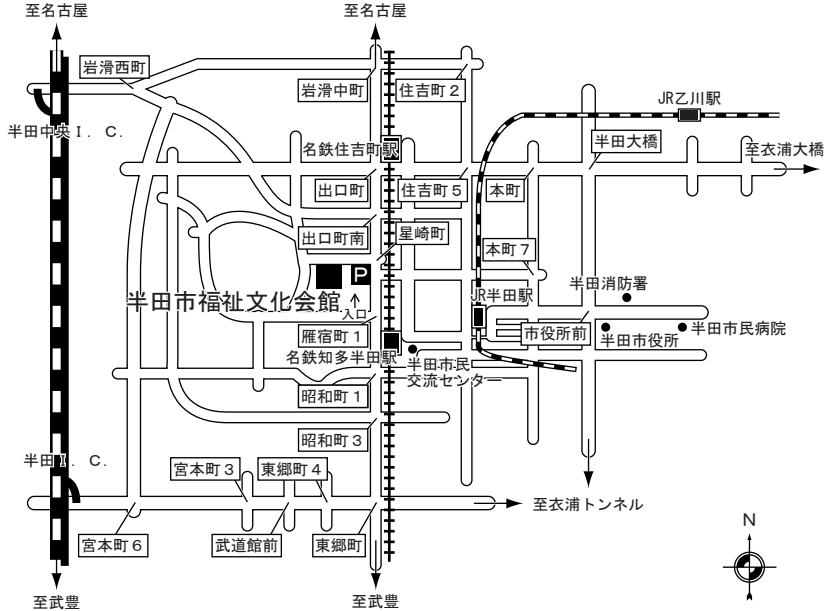 至名古屋
至名古屋
岩滑西町
岩滑中町
住吉町2
JR乙川駅
半田中央I. C.
名鉄住吉町駅
半田大橋
至衣浦大橋
出口町
住吉町5
本町
出口町南
星崎町
本町7
P
半田市福祉文化会館
入口
JR半田駅
半田消防署
雁宿町1
市役所前
半田市役所
半田市民病院
名鉄知多半田駅
半田市民
交流センター
昭和町1
昭和町3
半田I. C.
宮本町3
東郷町4
至衣浦トンネル
宮本町6
武道館前
東郷町
N
至武豊
至武豊